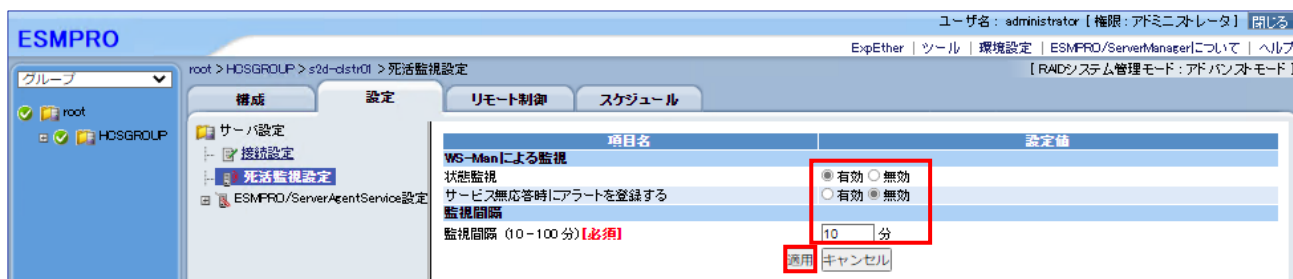 ユーザ名： administrator [ 権限：アドミニストレータ ] 閉じる
ESMPRO
ExpEther | ツール | 環境設定 | ESMPRO/ServerManagerについて | ヘルプ
グループ
root > HCSGROUP > s2d-clstr01 > 死活監視設定
[ RAIDシステム管理モード：アドバンストモード ]
構成 設定 リモート制御 スケジュール
root
HCSGROUP
サーバ設定
接続設定
死活監視設定
ESMPRO/ServerAgentService設定
項目名 設定値
WS-Manによる監視
状態監視 有効 無効
サービス無応答時にアラートを登録する 有効 無効
監視間隔
監視間隔 (10-100 分)【必須】 10 分
適用 キャンセル